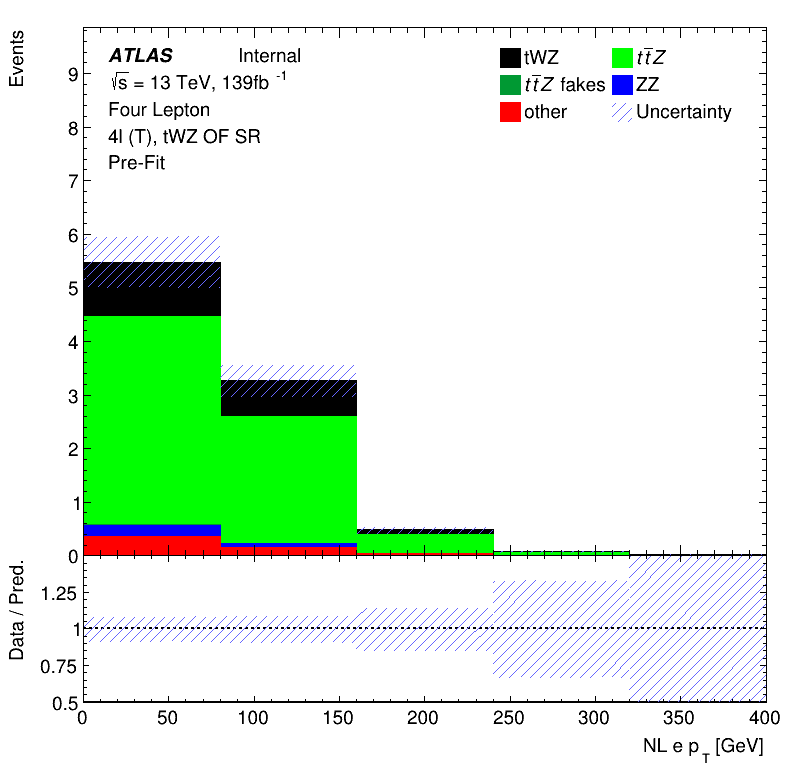 Events
9
8
7
6
5
4
3
2
1
0
ATLAS Internal
√s = 13 TeV, 139fb -1
Four Lepton
4l (T), tWZ OF SR
Pre-Fit
tWZ
tt̄Z
tt̄Z fakes
ZZ
other
Uncertainty
Data / Pred.
1.25
1
0.75
0.5
0 50 100 150 200 250 300 350 400
NL e p_T [GeV]